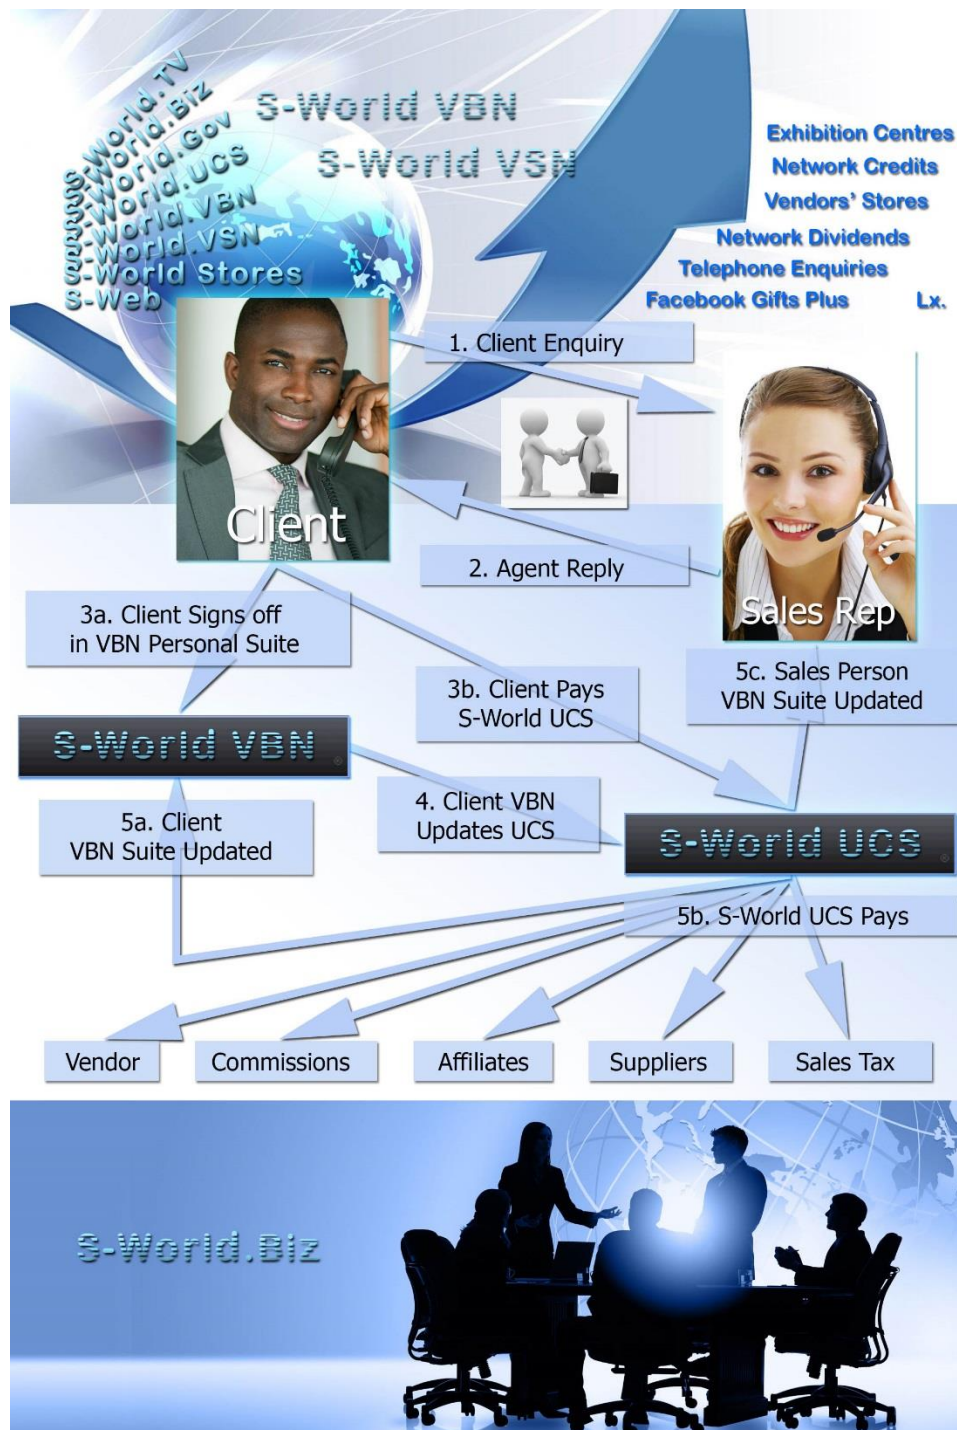 S-World.TV
S-World.Biz
S-World.Gov
S-World.UCS
S-World.VBN
S-World.VSN
S-World Stores
S-Web
S-World VBN
S-World VSN
Exhibition Centres
Network Credits
Vendors' Stores
Network Dividends
Telephone Enquiries
Facebook Gifts Plus
Lx.
1. Client Enquiry
Client
2. Agent Reply
Sales Rep
3a. Client Signs off
in VBN Personal Suite
3b. Client Pays
S-World UCS
5c. Sales Person
VBN Suite Updated
S-World VBN ®
5a. Client
VBN Suite Updated
4. Client VBN
Updates UCS
S-World UCS ®
5b. S-World UCS Pays
Vendor
Commissions
Affiliates
Suppliers
Sales Tax
S-World.Biz